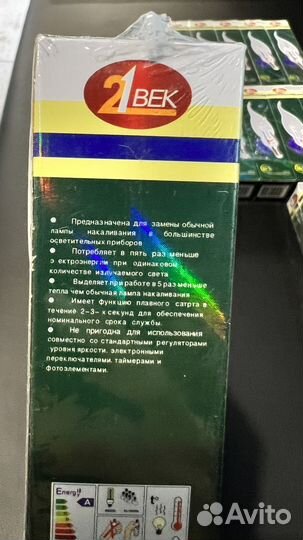 21 ВЕК
Предназначена для замены обычной
лампы накаливания в большинстве
осветительных приборов
Потребляет в пять раз меньше
э ектроэнергии при одинаковой
количестве излучаемого света
Выделяет при работе в 5 раз меньше
тепла чем обычная лампа накаливания
Имеет функцию плавного сатрта в
течение 2-3- к секунд для обеспечения
номинального срока службы.
Не пригодна для использования
совместно со стандартными регуляторами
уровня яркости, электронными
переключателями, таймерами и
фотоэлементами.
Energy
A
Avito